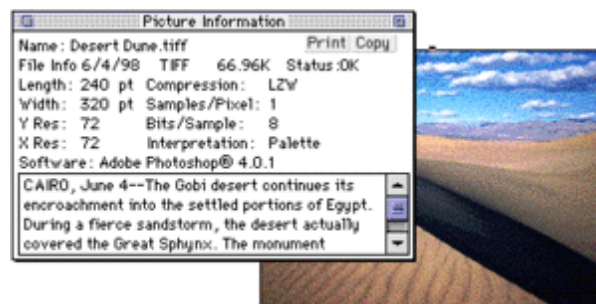 Picture Information
Name: Desert Dune.tiff Print Copy
File Info 6/4/98 TIFF 66.96K Status:OK
Length: 240 pt Compression: LZW
Width: 320 pt Samples/Pixel: 1
Y Res: 72 Bits/Sample: 8
X Res: 72 Interpretation: Palette
Software: Adobe Photoshop® 4.0.1
CAIRO, June 4--The Gobi desert continues its
encroachment into the settled portions of Egypt.
During a fierce sandstorm, the desert actually
covered the Great Sphynx. The monument